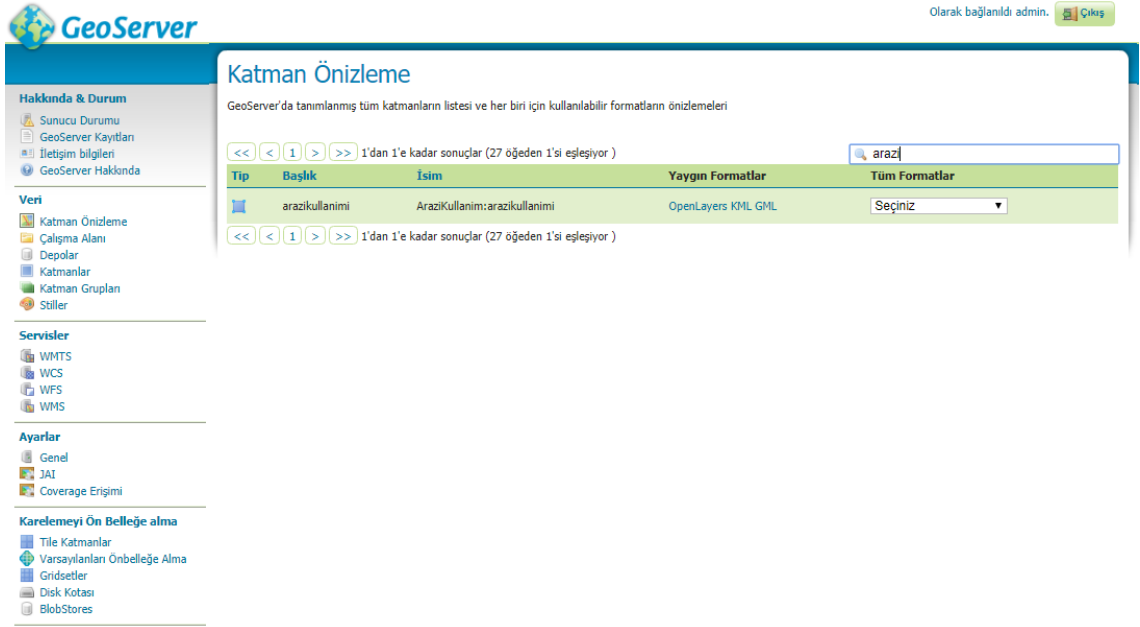 GeoServer
Olarak bağlanıldı admin. Çıkış
Hakkında & Durum
Sunucu Durumu
GeoServer Kayıtları
İletişim bilgileri
GeoServer Hakkında
Veri
Katman Önizleme
Çalışma Alanı
Depolar
Katmanlar
Katman Grupları
Stiller
Servisler
WMTS
WCS
WFS
WMS
Ayarlar
Genel
JAI
Coverage Erişimi
Karelemeyi Ön Belleğe alma
Tile Katmanlar
Varsayılanları Önbelleğe Alma
Gridsetler
Disk Kotası
BlobStores
Katman Önizleme
GeoServer'da tanımlanmış tüm katmanların listesi ve her biri için kullanılabilir formatların önizlemeleri
<< < 1 > >> 1'dan 1'e kadar sonuçlar (27 öğeden 1'si eşleşiyor ) arazi
Tip Başlık İsim Yaygın Formatlar Tüm Formatlar
arazikullanimi AraziKullanim:arazikullanimi OpenLayers KML GML Seçiniz
<< < 1 > >> 1'dan 1'e kadar sonuçlar (27 öğeden 1'si eşleşiyor )